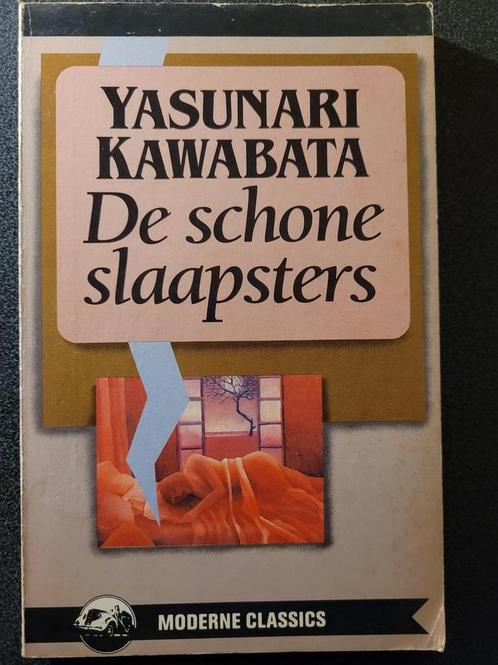 YASUNARI
KAWABATA
De schone
slaapsters
MODERNE CLASSICS